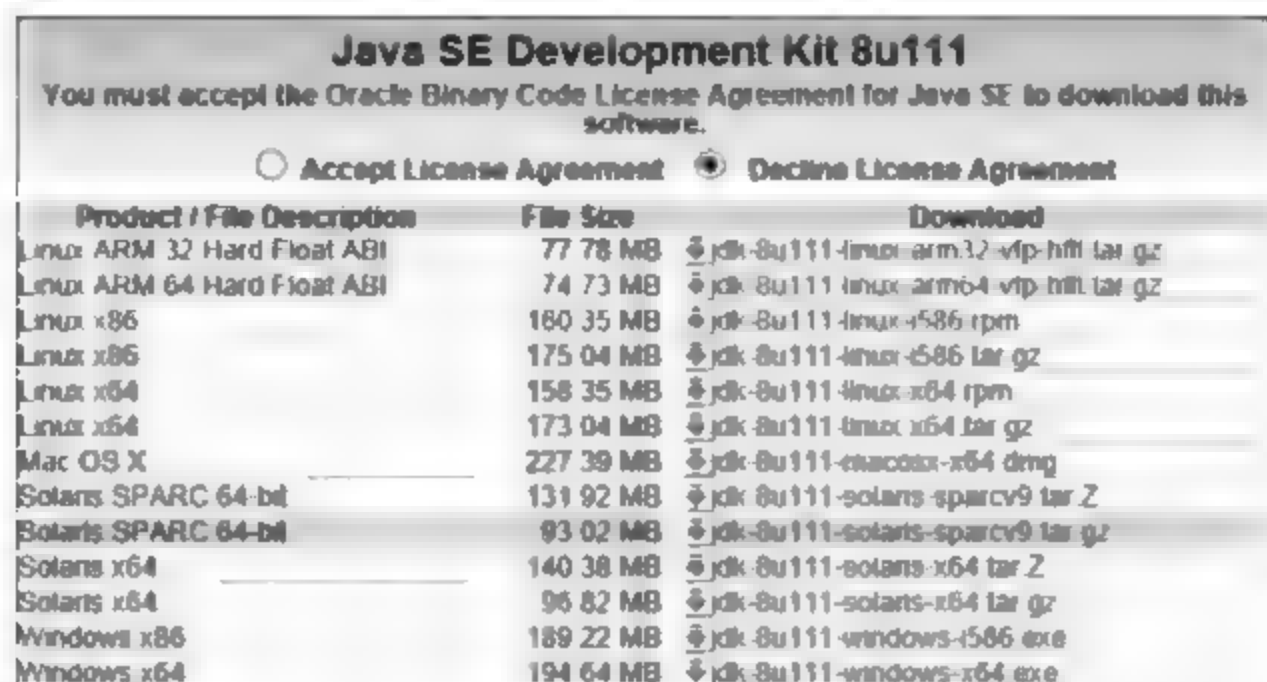 Java SE Development Kit 8u111
You must accept the Oracle Binary Code License Agreement for Java SE to download this
software.
Accept License Agreement Decline License Agreement
Product / File Description File Size Download
Linux ARM 32 Hard Float ABI 77.78 MB jdk-8u111-linux-arm32-vfp-hflt.tar.gz
Linux ARM 64 Hard Float ABI 74.73 MB jdk-8u111-linux-arm64-vfp-hflt.tar.gz
Linux x86 160.35 MB jdk-8u111-linux-i586.rpm
Linux x86 175.04 MB jdk-8u111-linux-i586.tar.gz
Linux x64 158.35 MB jdk-8u111-linux-x64.rpm
Linux x64 173.04 MB jdk-8u111-linux-x64.tar.gz
Mac OS X 227.39 MB jdk-8u111-macosx-x64.dmg
Solaris SPARC 64-bit 131.92 MB jdk-8u111-solaris-sparcv9.tar.Z
Solaris SPARC 64-bit 93.02 MB jdk-8u111-solaris-sparcv9.tar.gz
Solaris x64 140.38 MB jdk-8u111-solaris-x64.tar.Z
Solaris x64 96.82 MB jdk-8u111-solaris-x64.tar.gz
Windows x86 189.22 MB jdk-8u111-windows-i586.exe
Windows x64 194.64 MB jdk-8u111-windows-x64.exe